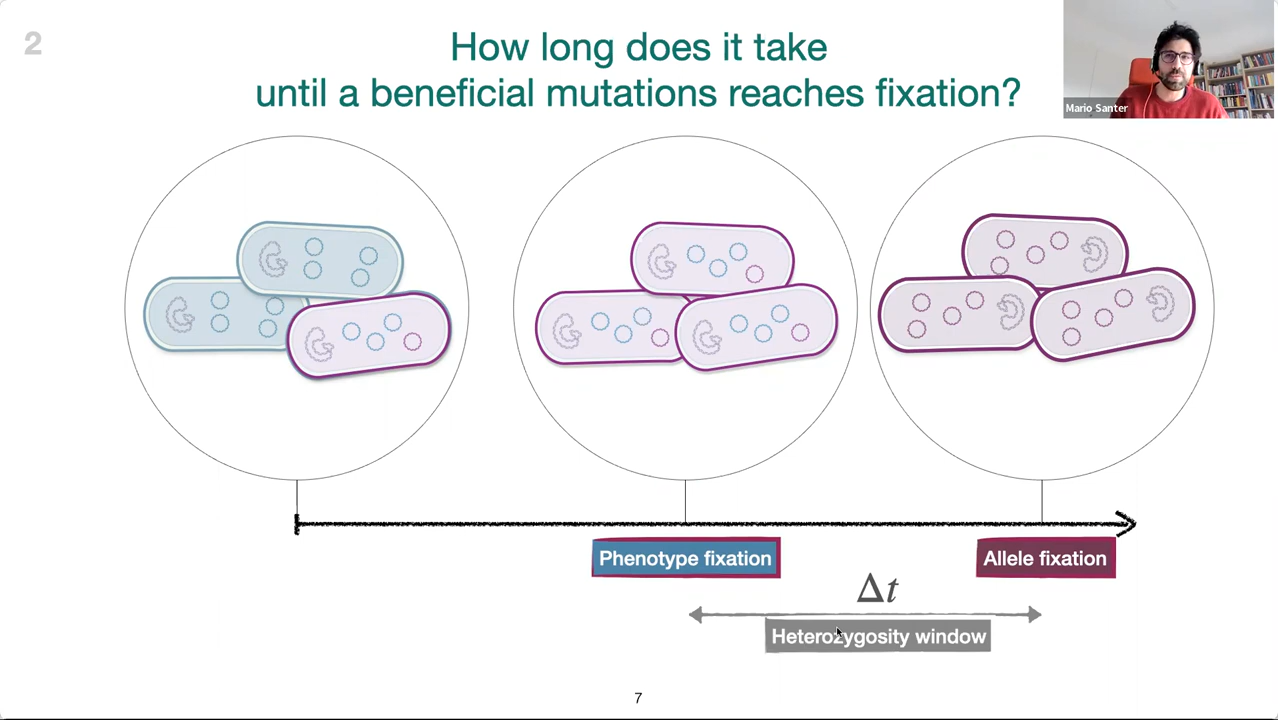 2
How long does it take
until a beneficial mutations reaches fixation?
Mario Santer
Phenotype fixation
Allele fixation
Δt
Heterozygosity window
7